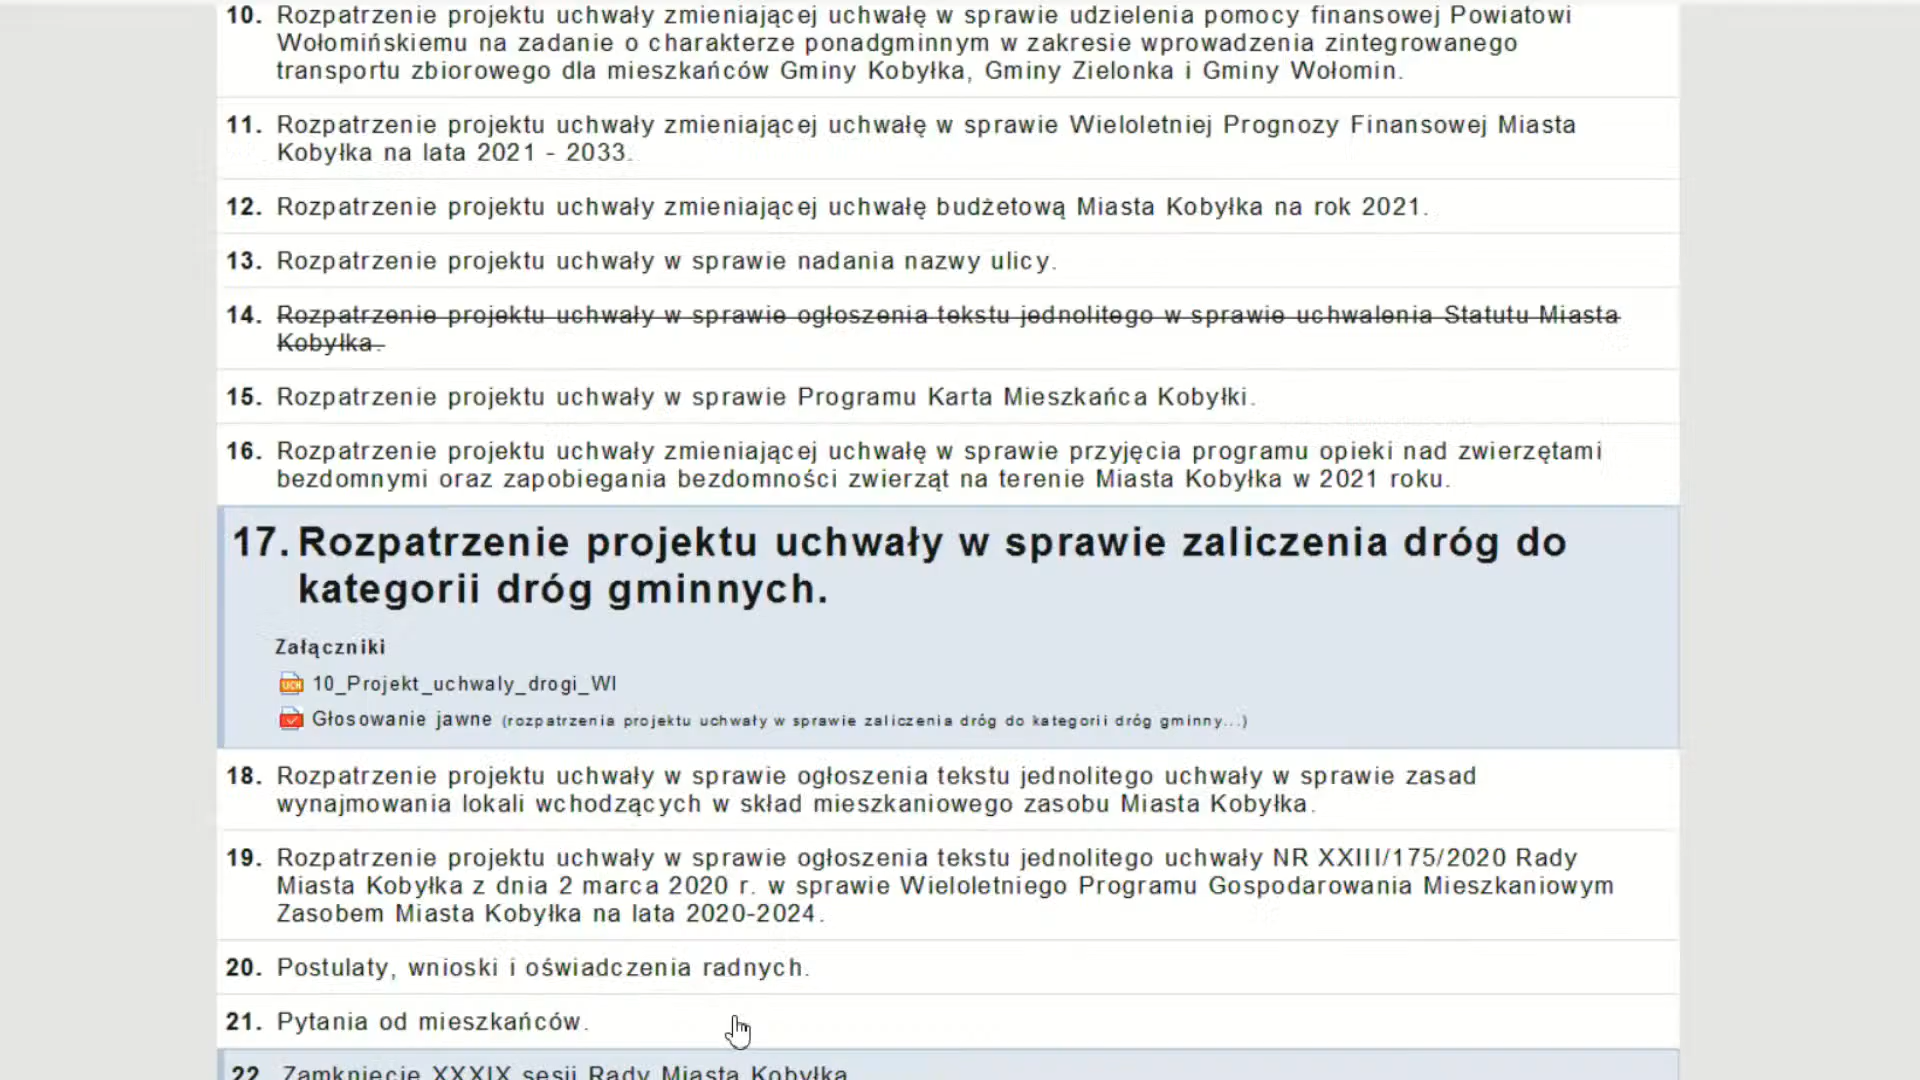 10. Rozpatrzenie projektu uchwały zmieniającej uchwałę w sprawie udzielenia pomocy finansowej Powiatowi
Wołomińskiemu na zadanie o charakterze ponadgminnym w zakresie wprowadzenia zintegrowanego
transportu zbiorowego dla mieszkańców Gminy Kobyłka, Gminy Zielonka i Gminy Wołomin.
11. Rozpatrzenie projektu uchwały zmieniającej uchwałę w sprawie Wieloletniej Prognozy Finansowej Miasta
Kobyłka na lata 2021 - 2033.
12. Rozpatrzenie projektu uchwały zmieniającej uchwałę budżetową Miasta Kobyłka na rok 2021.
13. Rozpatrzenie projektu uchwały w sprawie nadania nazwy ulicy.
14. Rozpatrzenie projektu uchwały w sprawie ogłoszenia tekstu jednolitego w sprawie uchwalenia Statutu Miasta
Kobyłka.
15. Rozpatrzenie projektu uchwały w sprawie Programu Karta Mieszkańca Kobyłki.
16. Rozpatrzenie projektu uchwały zmieniającej uchwałę w sprawie przyjęcia programu opieki nad zwierzętami
bezdomnymi oraz zapobiegania bezdomności zwierząt na terenie Miasta Kobyłka w 2021 roku.
17. Rozpatrzenie projektu uchwały w sprawie zaliczenia dróg do
kategorii dróg gminnych.
Załączniki
UCH 10_Projekt_uchwaly_drogi_WI
Głosowanie jawne (rozpatrzenia projektu uchwały w sprawie zaliczenia dróg do kategorii dróg gminny...)
18. Rozpatrzenie projektu uchwały w sprawie ogłoszenia tekstu jednolitego uchwały w sprawie zasad
wynajmowania lokali wchodzących w skład mieszkaniowego zasobu Miasta Kobyłka.
19. Rozpatrzenie projektu uchwały w sprawie ogłoszenia tekstu jednolitego uchwały NR XXIII/175/2020 Rady
Miasta Kobyłka z dnia 2 marca 2020 r. w sprawie Wieloletniego Programu Gospodarowania Mieszkaniowym
Zasobem Miasta Kobyłka na lata 2020-2024.
20. Postulaty, wnioski i oświadczenia radnych.
21. Pytania od mieszkańców.
22. Zamknięcie XXXIX sesji Rady Miasta Kobyłka.